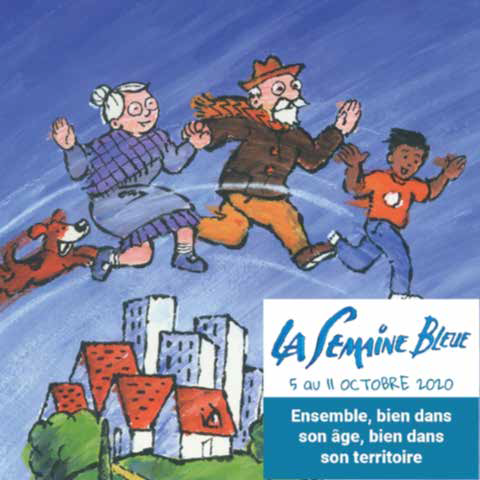 La Semaine Bleue
5 au 11 OCTOBRE 2020
Ensemble, bien dans
son âge, bien dans
son territoire